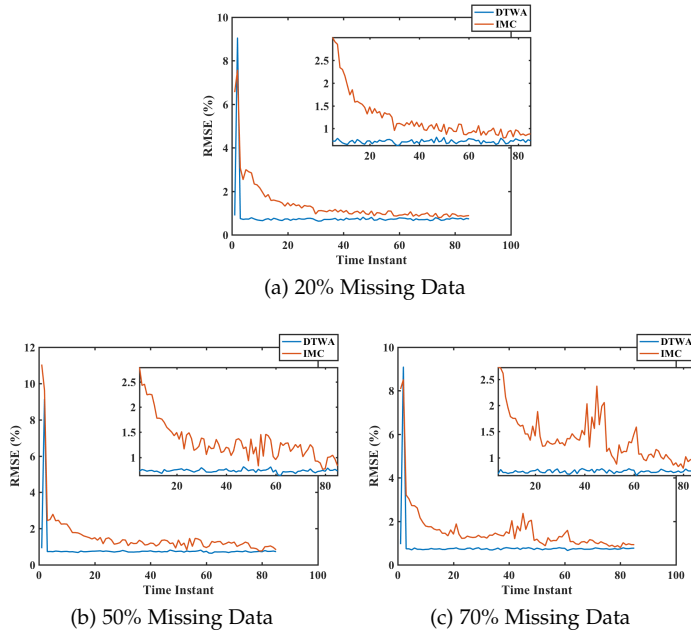 DTWA
IMC
10
8
6
4
2
0
RMSE (%)
2.5
2
1.5
1
20
40
60
80
0 20 40 60 80 100
Time Instant
(a) 20% Missing Data
DTWA
IMC
12
10
8
6
4
2
0
RMSE (%)
2.5
2
1.5
1
20 40 60 80
0 20 40 60 80 100
Time Instant
(b) 50% Missing Data
DTWA
IMC
10
8
6
4
2
0
RMSE (%)
2.5
2
1.5
1
20 40 60 80
0 20 40 60 80 100
Time Instant
(c) 70% Missing Data